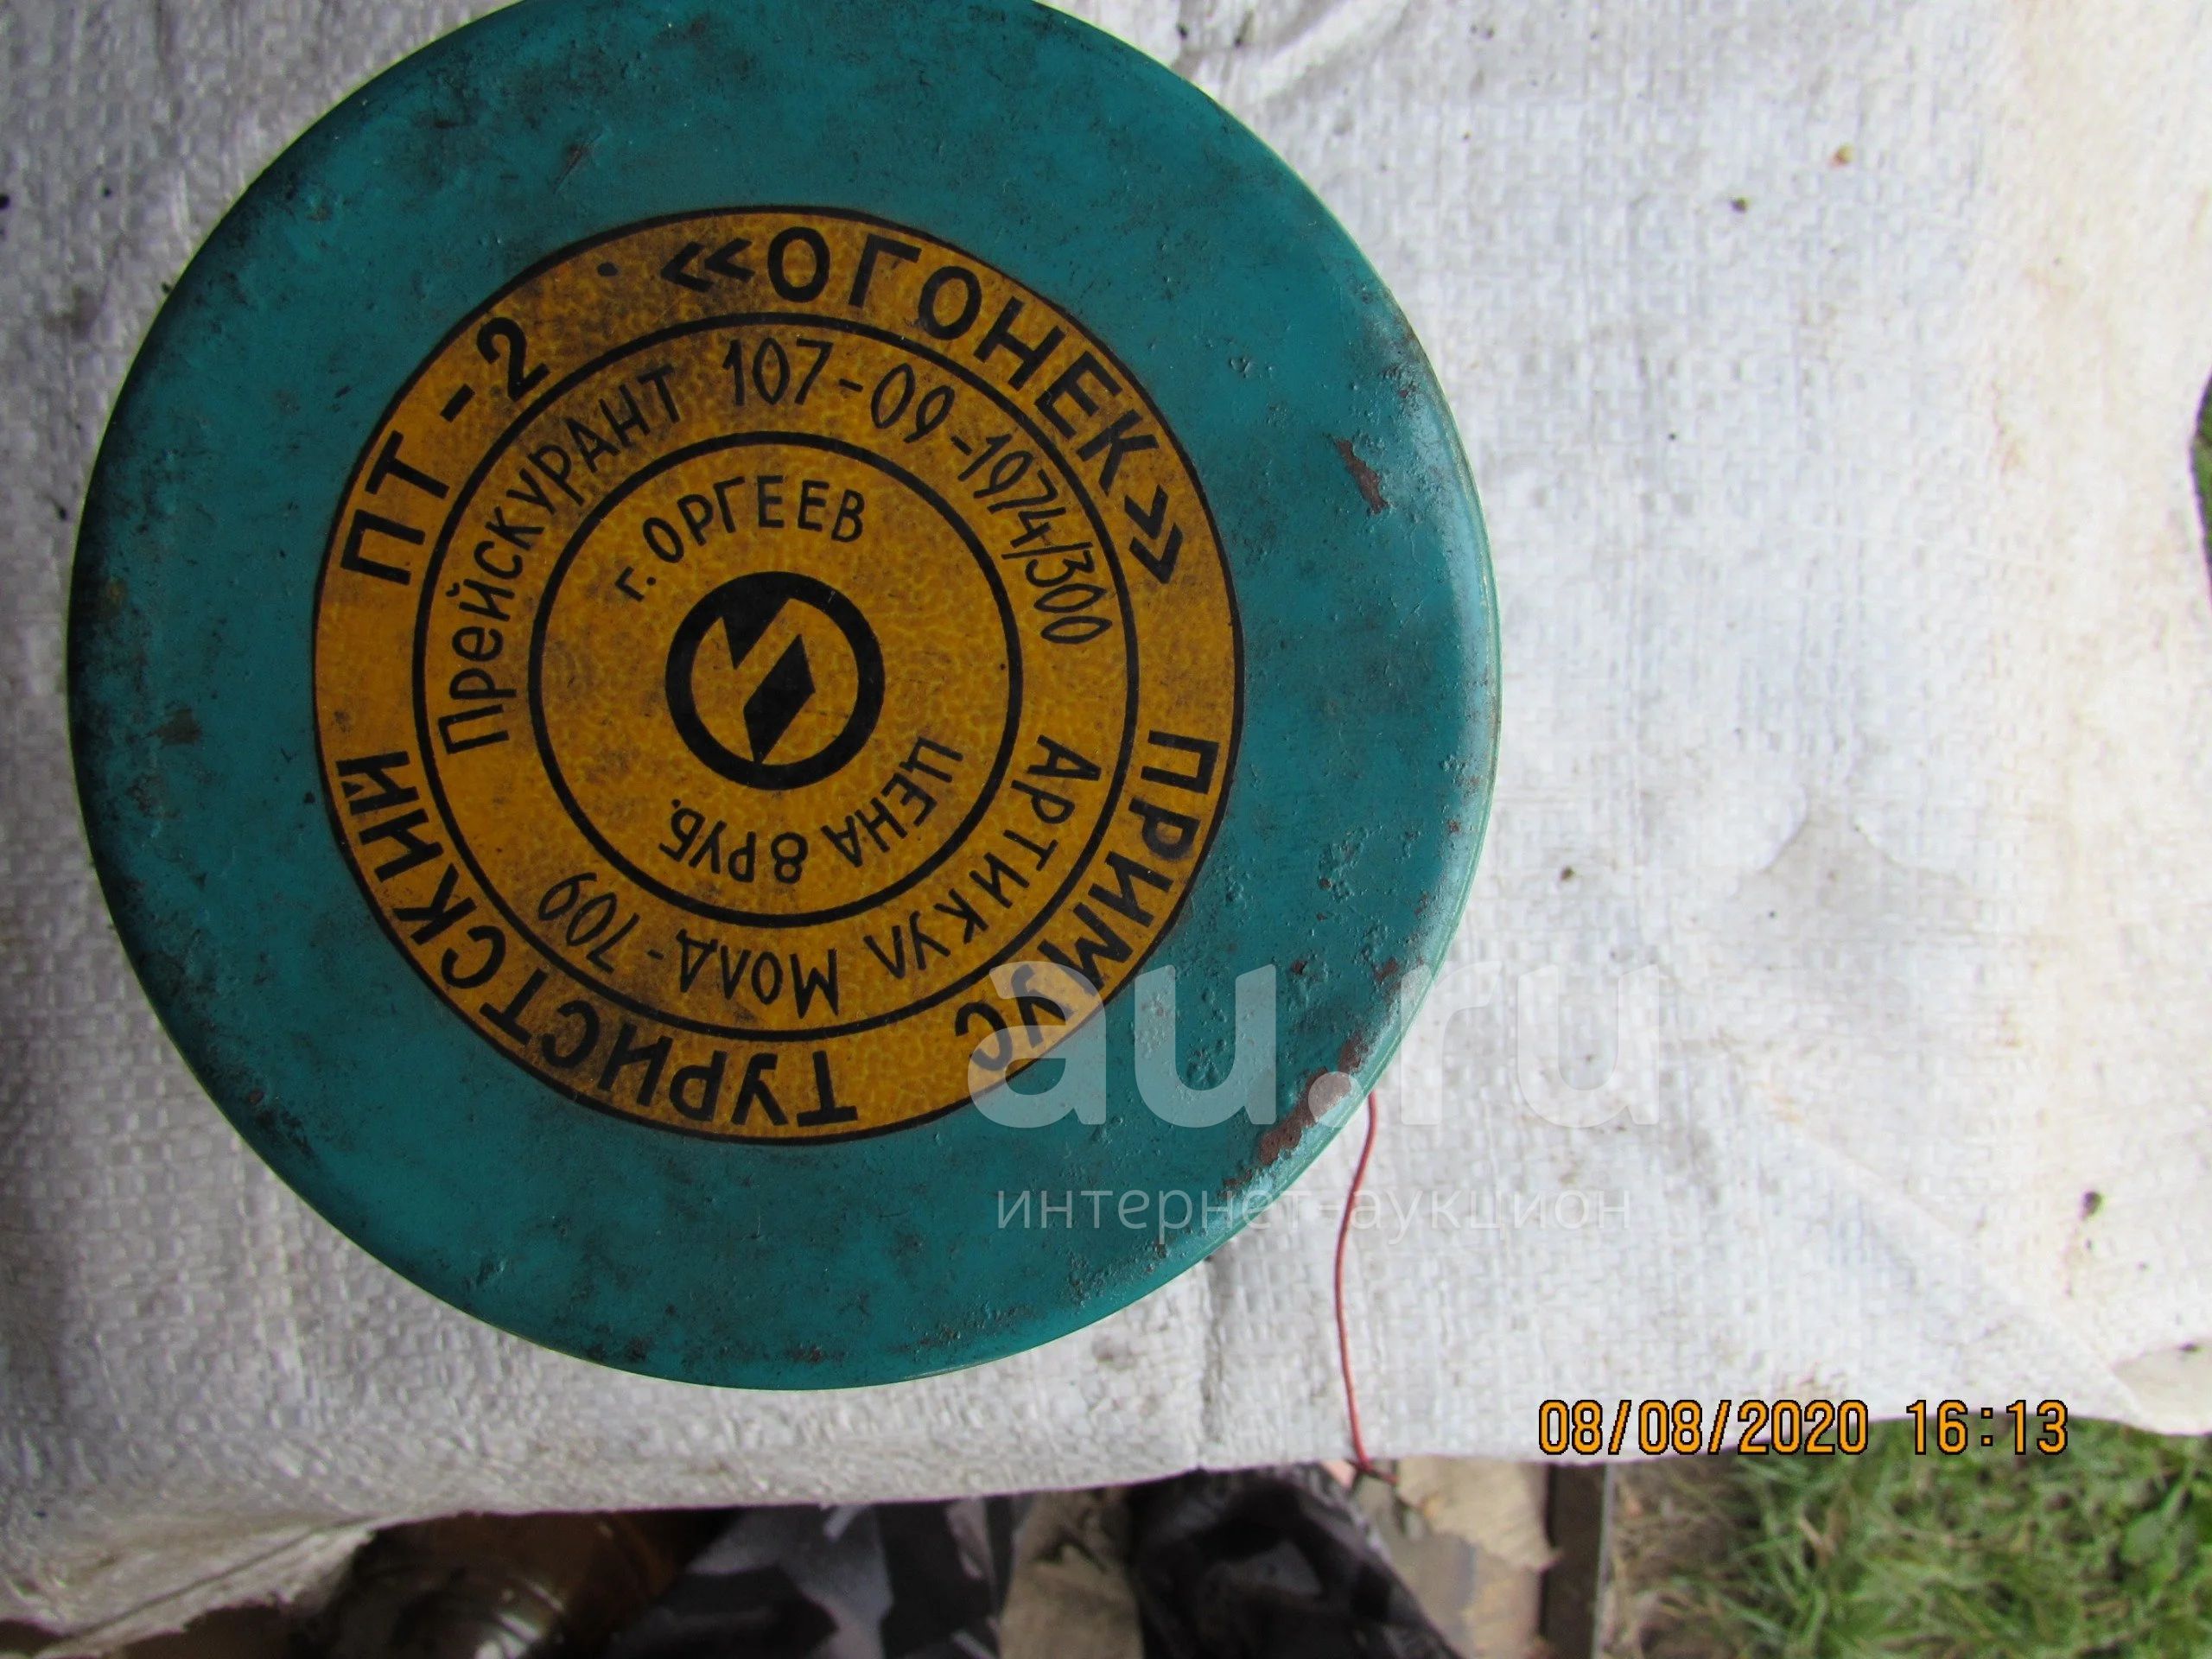 ПРИМУС ТУРИСТСКИЙ ПТ-2 «ОГОНЕК»
Прейскурант 107-09-1974/300
АРТИКУЛ МОЛД-709
г. ОРГЕЕВ
ЦЕНА 8 РУБ.
au.ru
интернет-аукцион
08/08/2020 16:13